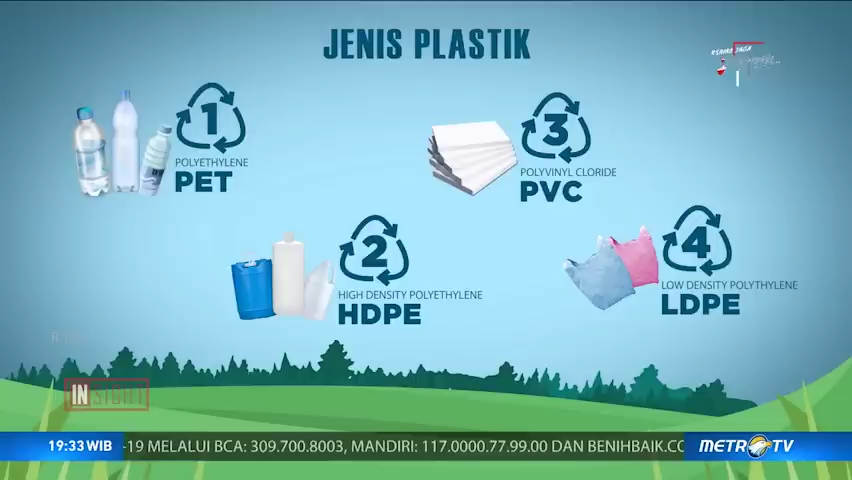 JENIS PLASTIK
1
POLYETHYLENE
PET
3
POLYVINYL CLORIDE
PVC
2
HIGH DENSITY POLYETHYLENE
HDPE
4
LOW DENSITY POLYTHYLENE
LDPE
INSIGHT
19:33 WIB
-19 MELALUI BCA: 309.700.8003, MANDIRI: 117.0000.77.99.00 DAN BENIHBAIK.CO
METRO TV